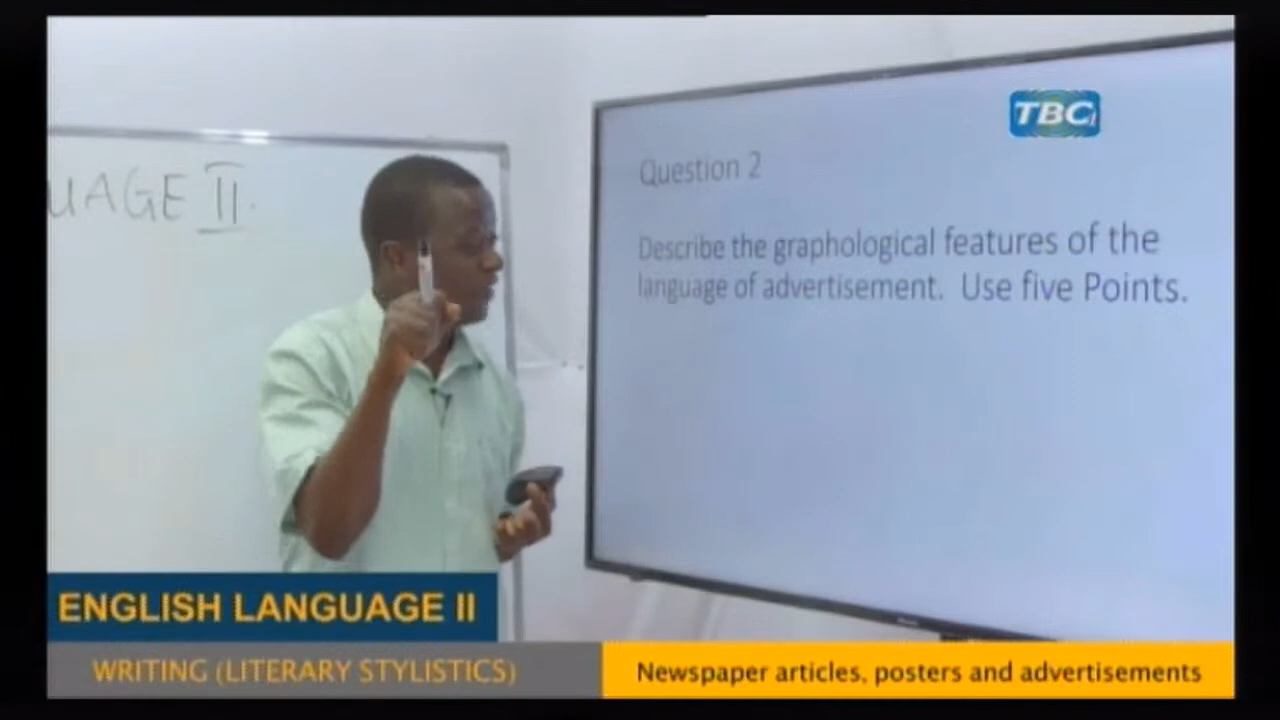 UAGE II.
TBC1
Question 2
Describe the graphological features of the
language of advertisement. Use five Points.
ENGLISH LANGUAGE II
WRITING (LITERARY STYLISTICS)
Newspaper articles, posters and advertisements